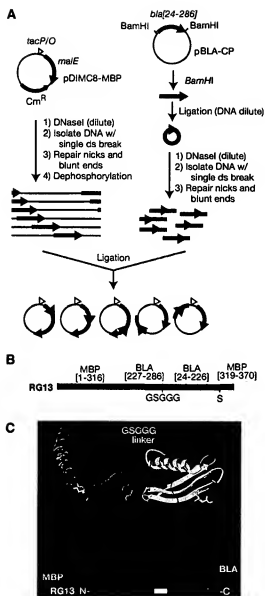 A
tacP/O
malE
pDIMC8-MBP
CmR
1) DNaseI (dilute)
2) Isolate DNA w/
single ds break
3) Repair nicks and
blunt ends
4) Dephosphorylation
bla[24-286]
BamHI
BamHI
pBLA-CP
BamHI
Ligation (DNA dilute)
1) DNaseI (dilute)
2) Isolate DNA w/
single ds break
3) Repair nicks and
blunt ends
Ligation
B
MBP BLA BLA MBP
[1-316] [227-286] [24-226] [319-370]
RG13
GSGGG S
C
GSGGG
linker
MBP
BLA
RG13 N- -C